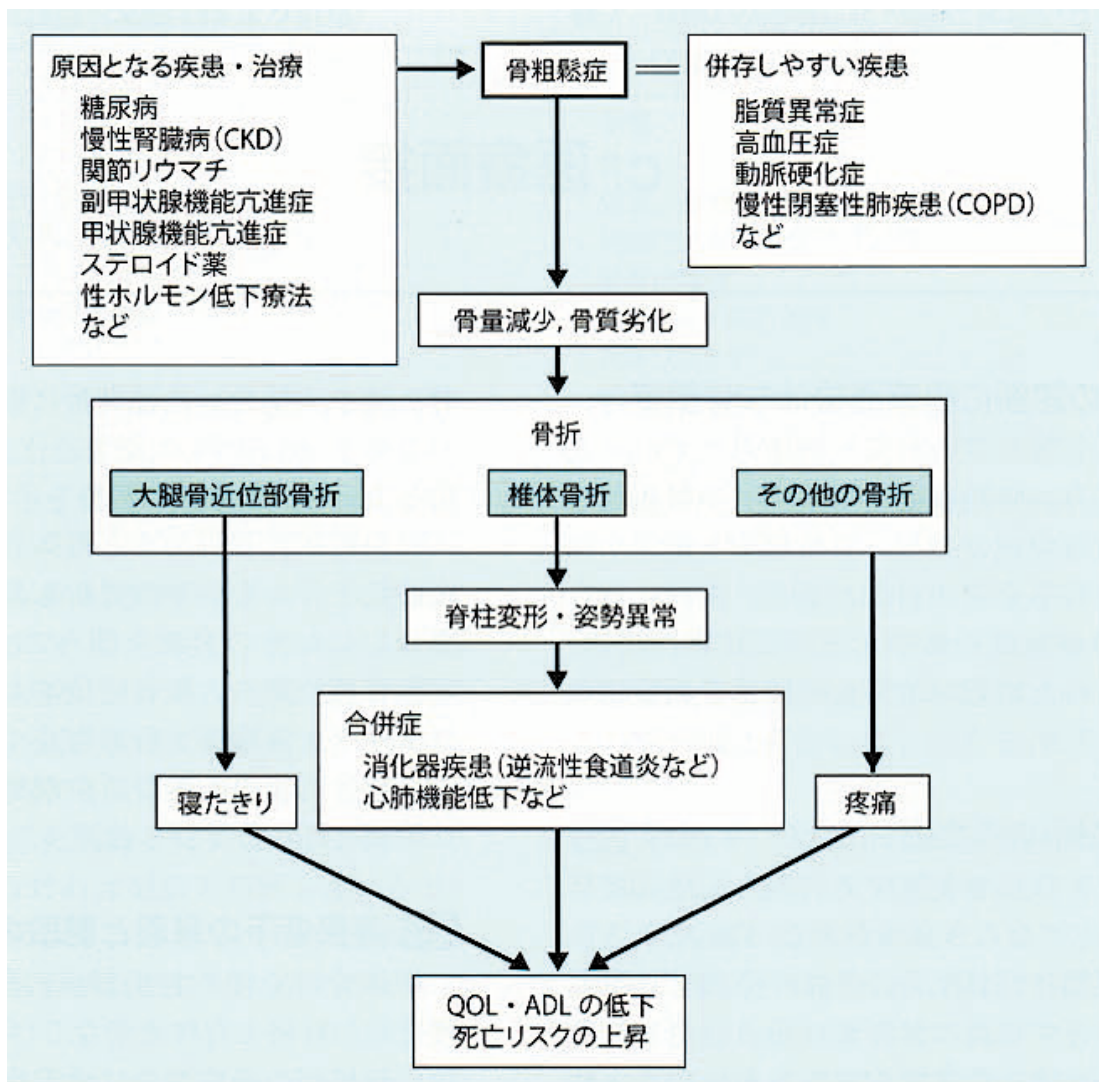 原因となる疾患・治療
糖尿病
慢性腎臓病(CKD)
関節リウマチ
副甲状腺機能亢進症
甲状腺機能亢進症
ステロイド薬
性ホルモン低下療法
など
骨粗鬆症
併存しやすい疾患
脂質異常症
高血圧症
動脈硬化症
慢性閉塞性肺疾患(COPD)
など
骨量減少,骨質劣化
骨折
大腿骨近位部骨折
椎体骨折
その他の骨折
脊柱変形・姿勢異常
合併症
消化器疾患(逆流性食道炎など)
心肺機能低下など
寝たきり
疼痛
QOL・ADLの低下
死亡リスクの上昇